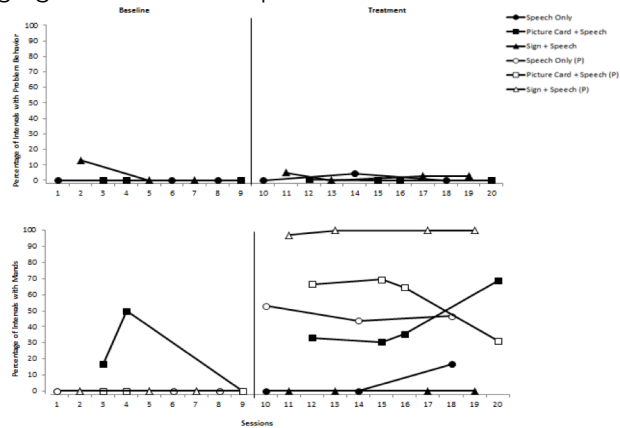 Baseline
Treatment
Percentage of Intervals with Problem Behavior
100
90
80
70
60
50
40
30
20
10
0
1 2 3 4 5 6 7 8 9 10 11 12 13 14 15 16 17 18 19 20
Speech Only
Picture Card + Speech
Sign + Speech
Speech Only (P)
Picture Card + Speech (P)
Sign + Speech (P)
Percentage of Intervals with Mands
100
90
80
70
60
50
40
30
20
10
0
1 2 3 4 5 6 7 8 9 10 11 12 13 14 15 16 17 18 19 20
Sessions